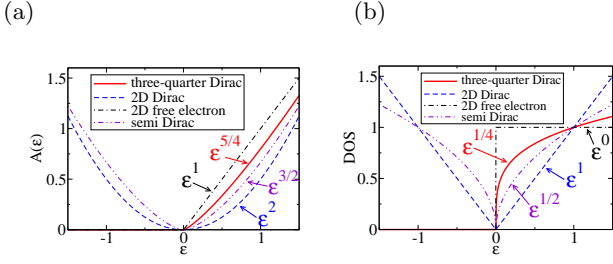 (a)
(b)
A(ε)
1.5
1
0.5
0
-1
0
1
ε
three-quarter Dirac
2D Dirac
2D free electron
semi Dirac
ε^1
ε^{5/4}
ε^{3/2}
ε^2
DOS
1.5
1
0.5
0
-1
0
1
ε
three-quarter Dirac
2D Dirac
2D free electron
semi Dirac
ε^{1/4}
ε^0
ε^1
ε^{1/2}